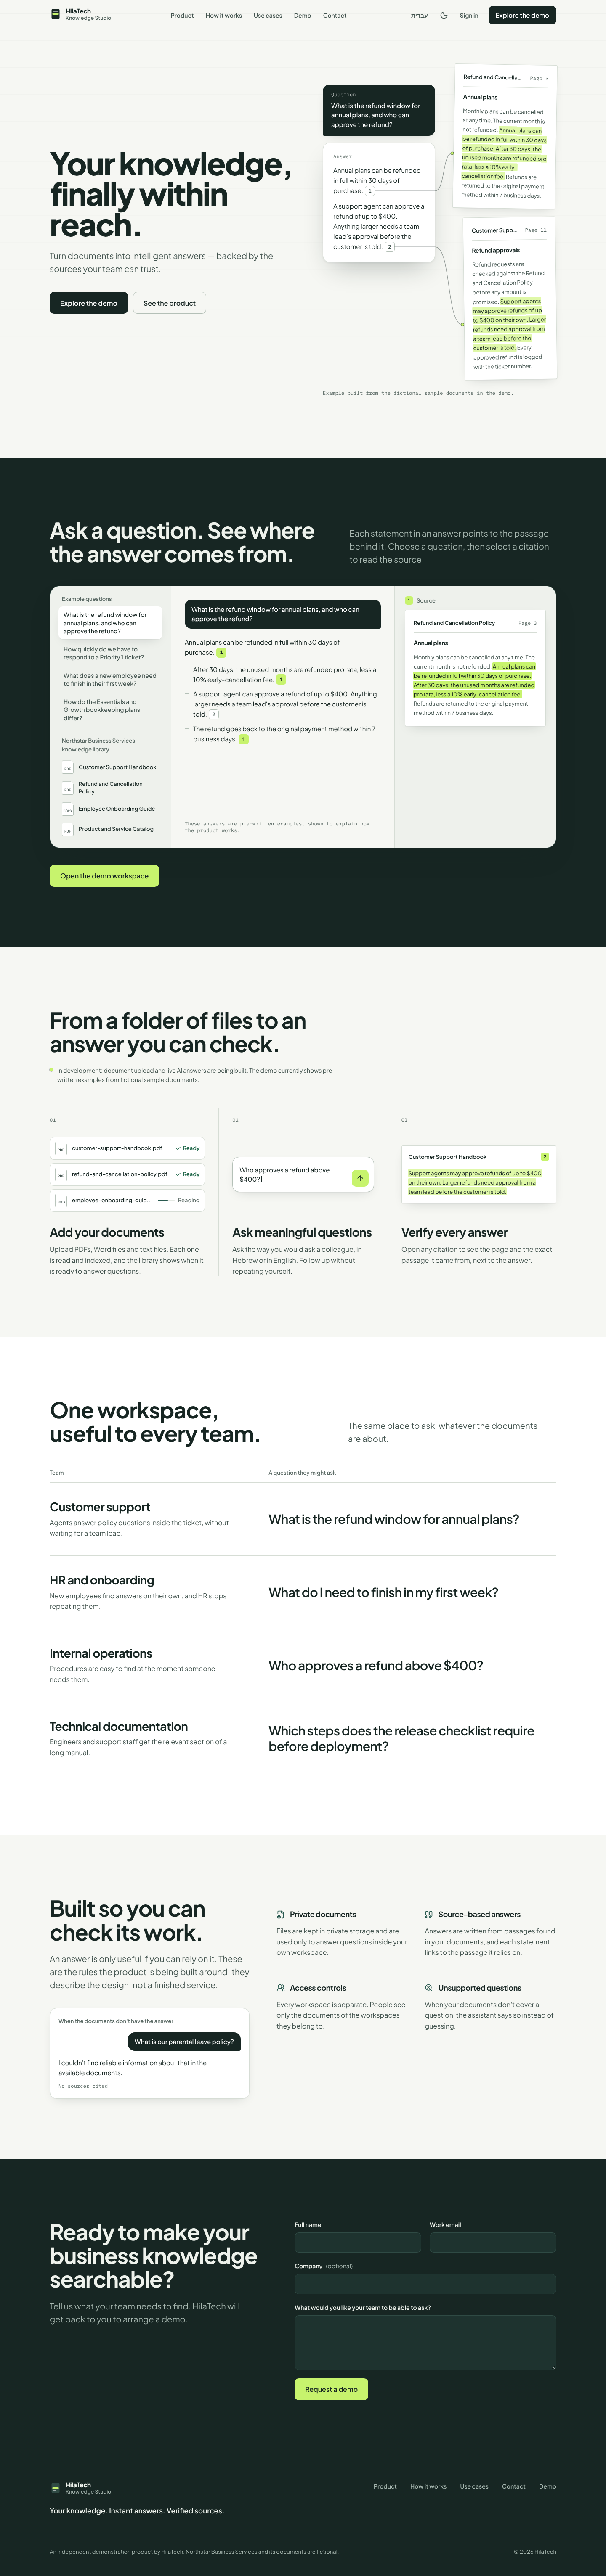 HilaTech
Knowledge Studio
Product
How it works
Use cases
Demo
Contact
עברית
Sign in
Explore the demo
Your knowledge,
finally within
reach.
Turn documents into intelligent answers — backed by the
sources your team can trust.
Explore the demo
See the product
Question
What is the refund window for
annual plans, and who can
approve the refund?
Answer
Annual plans can be refunded
in full within 30 days of
purchase. 1
A support agent can approve a
refund of up to $400.
Anything larger needs a team
lead's approval before the
customer is told. 2
Refund and Cancella… Page 3
Annual plans
Monthly plans can be cancelled
at any time. The current month is
not refunded. Annual plans can
be refunded in full within 30 days
of purchase. After 30 days, the
unused months are refunded pro
rata, less a 10% early-
cancellation fee. Refunds are
returned to the original payment
method within 7 business days.
Customer Supp… Page 11
Refund approvals
Refund requests are
checked against the Refund
and Cancellation Policy
before any amount is
promised. Support agents
may approve refunds of up
to $400 on their own. Larger
refunds need approval from
a team lead before the
customer is told. Every
approved refund is logged
with the ticket number.
Example built from the fictional sample documents in the demo.
Ask a question. See where
the answer comes from.
Each statement in an answer points to the passage
behind it. Choose a question, then select a citation
to read the source.
Example questions
What is the refund window for
annual plans, and who can
approve the refund?
How quickly do we have to
respond to a Priority 1 ticket?
What does a new employee need
to finish in their first week?
How do the Essentials and
Growth bookkeeping plans
differ?
Northstar Business Services
knowledge library
PDF Customer Support Handbook
PDF Refund and Cancellation
Policy
DOCX Employee Onboarding Guide
PDF Product and Service Catalog
What is the refund window for annual plans, and who can
approve the refund?
Annual plans can be refunded in full within 30 days of
purchase. 1
After 30 days, the unused months are refunded pro rata, less a
10% early-cancellation fee. 1
A support agent can approve a refund of up to $400. Anything
larger needs a team lead's approval before the customer is
told. 2
The refund goes back to the original payment method within 7
business days. 1
These answers are pre-written examples, shown to explain how
the product works.
1 Source
Refund and Cancellation Policy Page 3
Annual plans
Monthly plans can be cancelled at any time. The
current month is not refunded. Annual plans can
be refunded in full within 30 days of purchase.
After 30 days, the unused months are refunded
pro rata, less a 10% early-cancellation fee.
Refunds are returned to the original payment
method within 7 business days.
Open the demo workspace
From a folder of files to an
answer you can check.
In development: document upload and live AI answers are being built. The demo currently shows pre-
written examples from fictional sample documents.
01
PDF customer-support-handbook.pdf Ready
PDF refund-and-cancellation-policy.pdf Ready
DOCX employee-onboarding-guid… Reading
Add your documents
Upload PDFs, Word files and text files. Each one
is read and indexed, and the library shows when it
is ready to answer questions.
02
Who approves a refund above
$400?
Ask meaningful questions
Ask the way you would ask a colleague, in
Hebrew or in English. Follow up without
repeating yourself.
03
Customer Support Handbook 2
Support agents may approve refunds of up to $400
on their own. Larger refunds need approval from a
team lead before the customer is told.
Verify every answer
Open any citation to see the page and the exact
passage it came from, next to the answer.
One workspace,
useful to every team.
The same place to ask, whatever the documents
are about.
Team
A question they might ask
Customer support
Agents answer policy questions inside the ticket, without
waiting for a team lead.
What is the refund window for annual plans?
HR and onboarding
New employees find answers on their own, and HR stops
repeating them.
What do I need to finish in my first week?
Internal operations
Procedures are easy to find at the moment someone
needs them.
Who approves a refund above $400?
Technical documentation
Engineers and support staff get the relevant section of a
long manual.
Which steps does the release checklist require
before deployment?
Built so you can
check its work.
An answer is only useful if you can rely on it. These
are the rules the product is being built around; they
describe the design, not a finished service.
When the documents don't have the answer
What is our parental leave policy?
I couldn't find reliable information about that in the
available documents.
No sources cited
Private documents
Files are kept in private storage and are
used only to answer questions inside your
own workspace.
Source-based answers
Answers are written from passages found
in your documents, and each statement
links to the passage it relies on.
Access controls
Every workspace is separate. People see
only the documents of the workspaces
they belong to.
Unsupported questions
When your documents don't cover a
question, the assistant says so instead of
guessing.
Ready to make your
business knowledge
searchable?
Tell us what your team needs to find. HilaTech will
get back to you to arrange a demo.
Full name
Work email
Company (optional)
What would you like your team to be able to ask?
Request a demo
HilaTech
Knowledge Studio
Your knowledge. Instant answers. Verified sources.
Product
How it works
Use cases
Contact
Demo
An independent demonstration product by HilaTech. Northstar Business Services and its documents are fictional.
© 2026 HilaTech